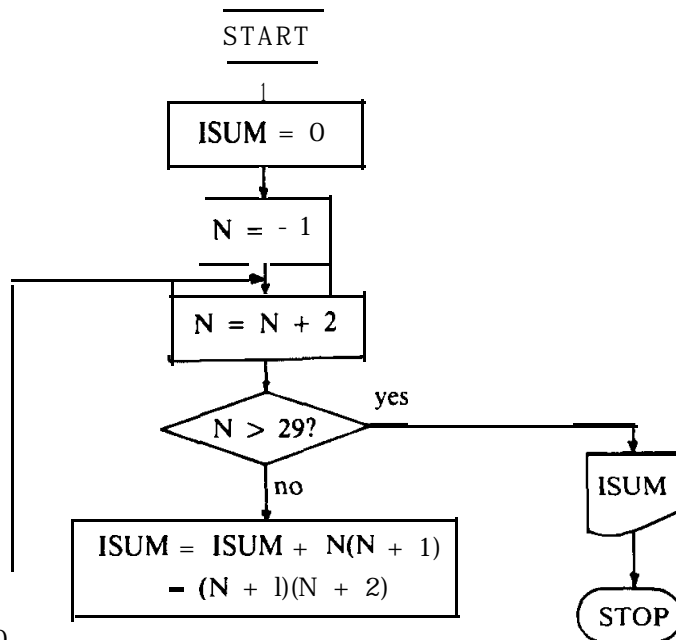 START
1
ISUM = 0
N = - 1
N = N + 2
N > 29?
yes
no
ISUM
ISUM = ISUM + N(N + 1)
- (N + l)(N + 2)
STOP